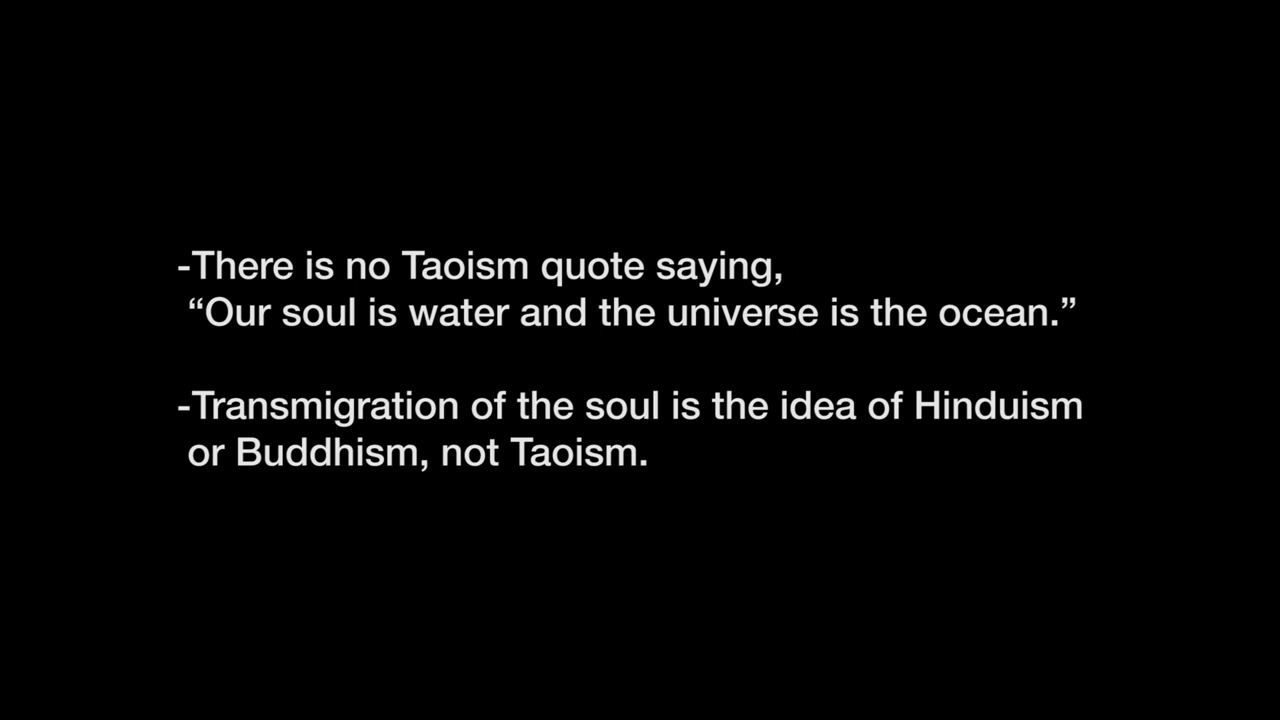 -There is no Taoism quote saying,
“Our soul is water and the universe is the ocean.”
-Transmigration of the soul is the idea of Hinduism
or Buddhism, not Taoism.